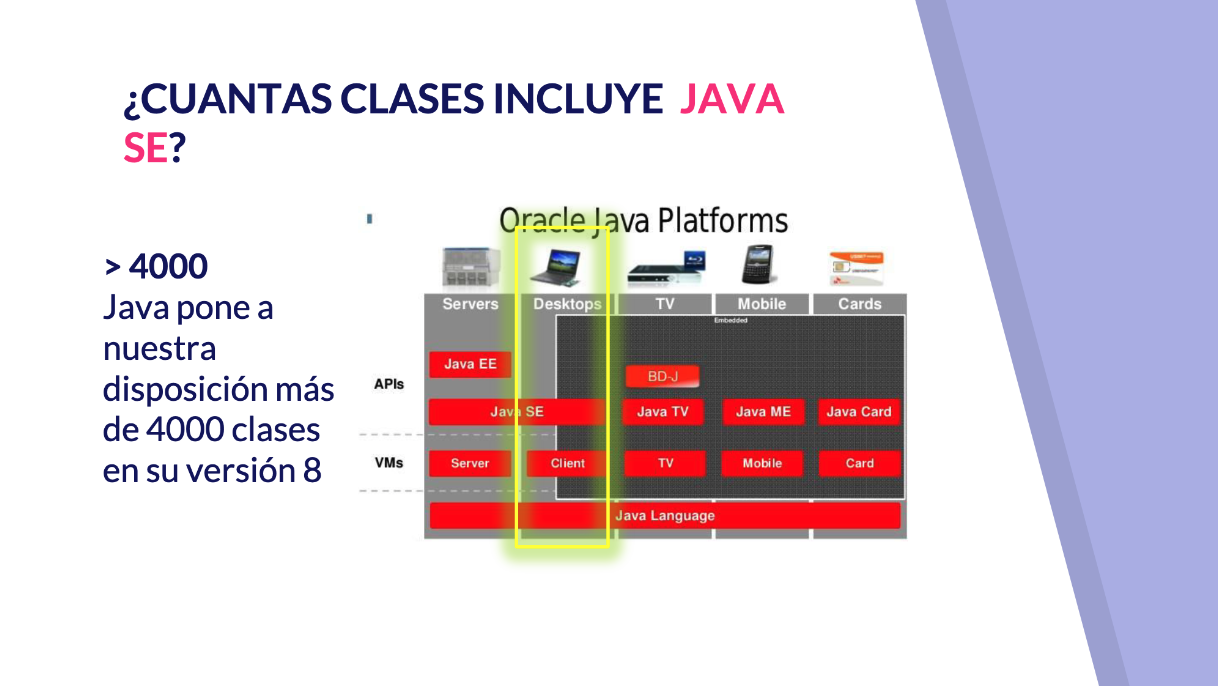 ¿CUANTAS CLASES INCLUYE JAVA
SE?
> 4000
Java pone a
nuestra
disposición más
de 4000 clases
en su versión 8
Oracle Java Platforms
Servers
Desktops
TV
Mobile
Cards
Embedded
Java EE
BD-J
APIs
Java SE
Java TV
Java ME
Java Card
VMs
Server
Client
TV
Mobile
Card
Java Language